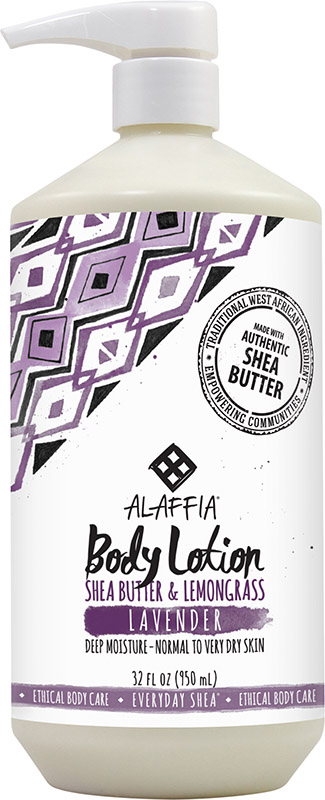 TRADITIONAL WEST AFRICAN INGREDIENT
MADE WITH
AUTHENTIC
SHEA
BUTTER
EMPOWERING COMMUNITIES
ALAFFIA®
Body Lotion
SHEA BUTTER & LEMONGRASS
LAVENDER
DEEP MOISTURE - NORMAL TO VERY DRY SKIN
32 FL OZ (950 mL)
• ETHICAL BODY CARE • EVERYDAY SHEA® • ETHICAL BODY CARE •